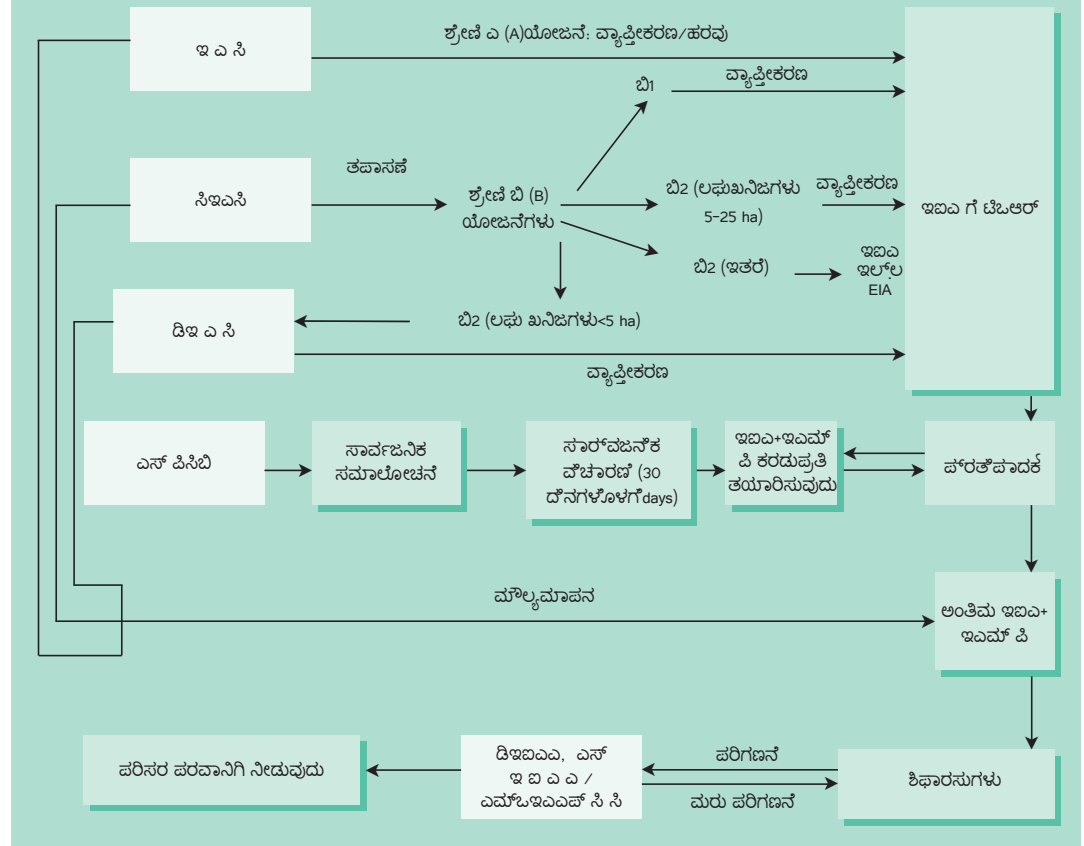 ಇ ಎ ಸಿ
ಶ್ರೇಣಿ ಎ (A)ಯೋಜನೆ: ವ್ಯಾಪ್ತೀಕರಣ/ಹರವು
ಬಿ1
ವ್ಯಾಪ್ತೀಕರಣ
ಸಿಇಎಸಿ
ತಪಾಸಣೆ
ಶ್ರೇಣಿ ಬಿ (B)
ಯೋಜನೆಗಳು
ಬಿ2 (ಲಘುಖನಿಜಗಳು
5-25 ha)
ವ್ಯಾಪ್ತೀಕರಣ
ಇಐಎ ಗೆ ಟಿಒಆರ್
ಬಿ2 (ಇತರೆ)
ಇಐಎ
ಇಲ್ಲ
EIA
ಡಿಇ ಎ ಸಿ
ಬಿ2 (ಲಘು ಖನಿಜಗಳು<5 ha)
ವ್ಯಾಪ್ತೀಕರಣ
ಎಸ್ ಪಿಸಿಬಿ
ಸಾರ್ವಜನಿಕ
ಸಮಾಲೋಚನೆ
ಸಾರ್ವಜನಿಕ
ವಿಚಾರಣೆ (30
ದಿನಗಳೊಳಗೆdays)
ಇಐಎ+ಇಎಮ್
ಪಿ ಕರಡುಪ್ರತಿ
ತಯಾರಿಸುವುದು
ಪ್ರತಿಪಾದಕ
ಮೌಲ್ಯಮಾಪನ
ಅಂತಿಮ ಇಐಎ+
ಇಎಮ್ ಪಿ
ಪರಿಸರ ಪರವಾನಿಗಿ ನೀಡುವುದು
ಡಿಇಐಎಎ, ಎಸ್
ಇ ಐ ಎ ಎ /
ಎಮ್ಒಇಎಎಪ್ ಸಿ ಸಿ
ಪರಿಗಣನೆ
ಮರು ಪರಿಗಣನೆ
ಶಿಫಾರಸುಗಳು